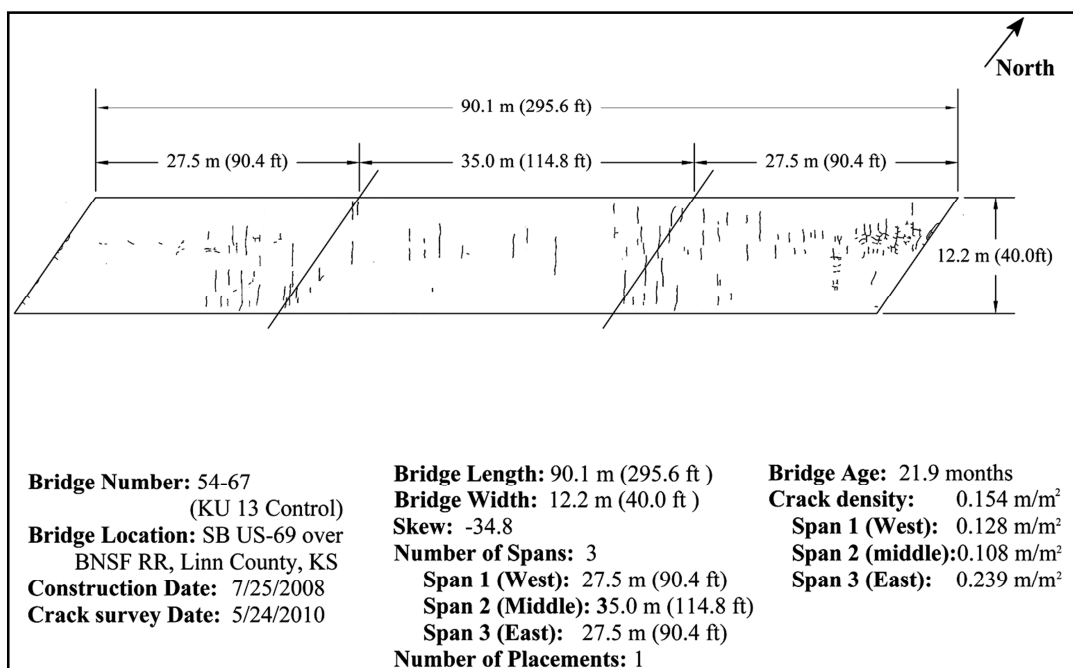 North
90.1 m (295.6 ft)
27.5 m (90.4 ft)
35.0 m (114.8 ft)
27.5 m (90.4 ft)
12.2 m (40.0ft)
Bridge Number: 54-67
(KU 13 Control)
Bridge Location: SB US-69 over
BNSF RR, Linn County, KS
Construction Date: 7/25/2008
Crack survey Date: 5/24/2010
Bridge Length: 90.1 m (295.6 ft )
Bridge Width: 12.2 m (40.0 ft )
Skew: -34.8
Number of Spans: 3
Span 1 (West): 27.5 m (90.4 ft)
Span 2 (Middle): 35.0 m (114.8 ft)
Span 3 (East): 27.5 m (90.4 ft)
Number of Placements: 1
Bridge Age: 21.9 months
Crack density: 0.154 m/m²
Span 1 (West): 0.128 m/m²
Span 2 (middle):0.108 m/m²
Span 3 (East): 0.239 m/m²